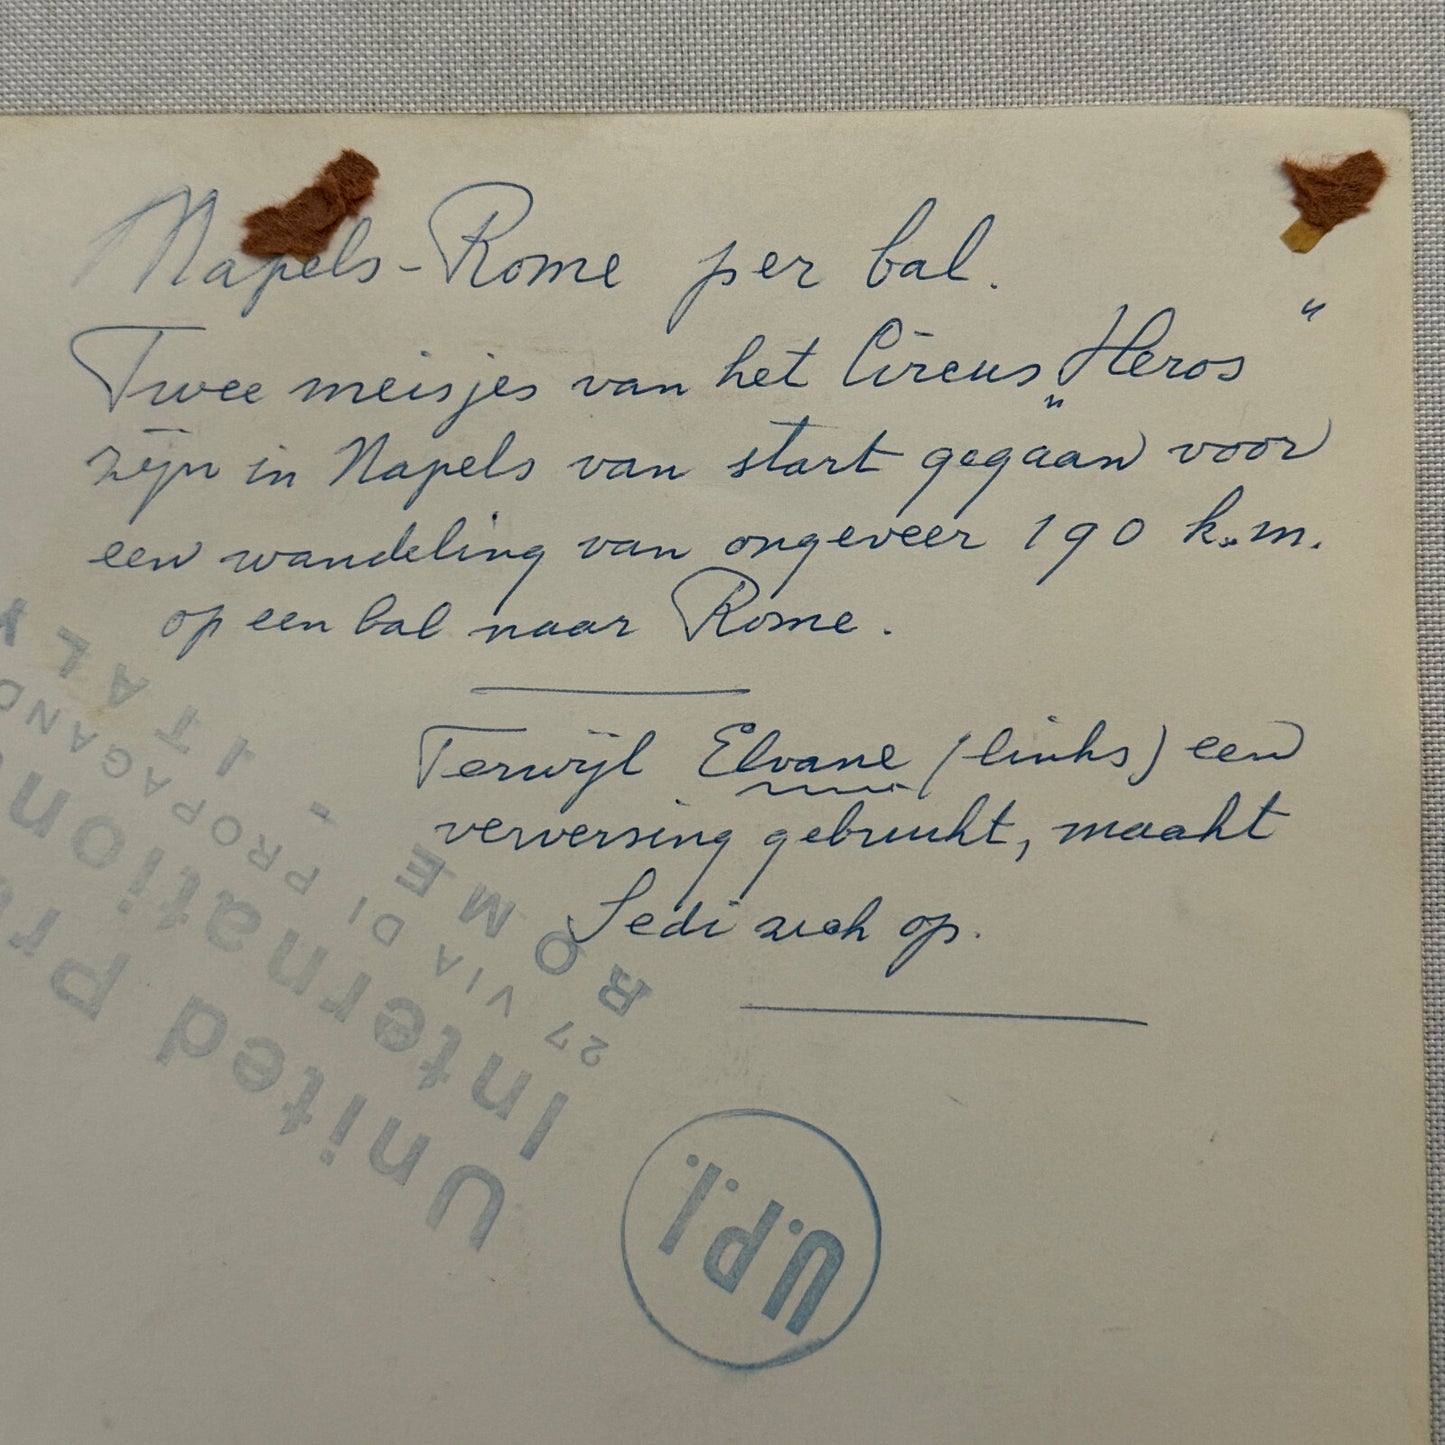 Napels-Rome per bal.
Twee meisjes van het Circus „Heros"
zijn in Napels van start gegaan voor
een wandeling van ongeveer 190 k.m.
op een bal naar Rome.
Terwijl Elvane (links) een
verversing gebruikt, maakt
Sedi zich op.
United Pr
International
27 VIA DI PROPAGAND
ROME - ITALY
U.P.I.